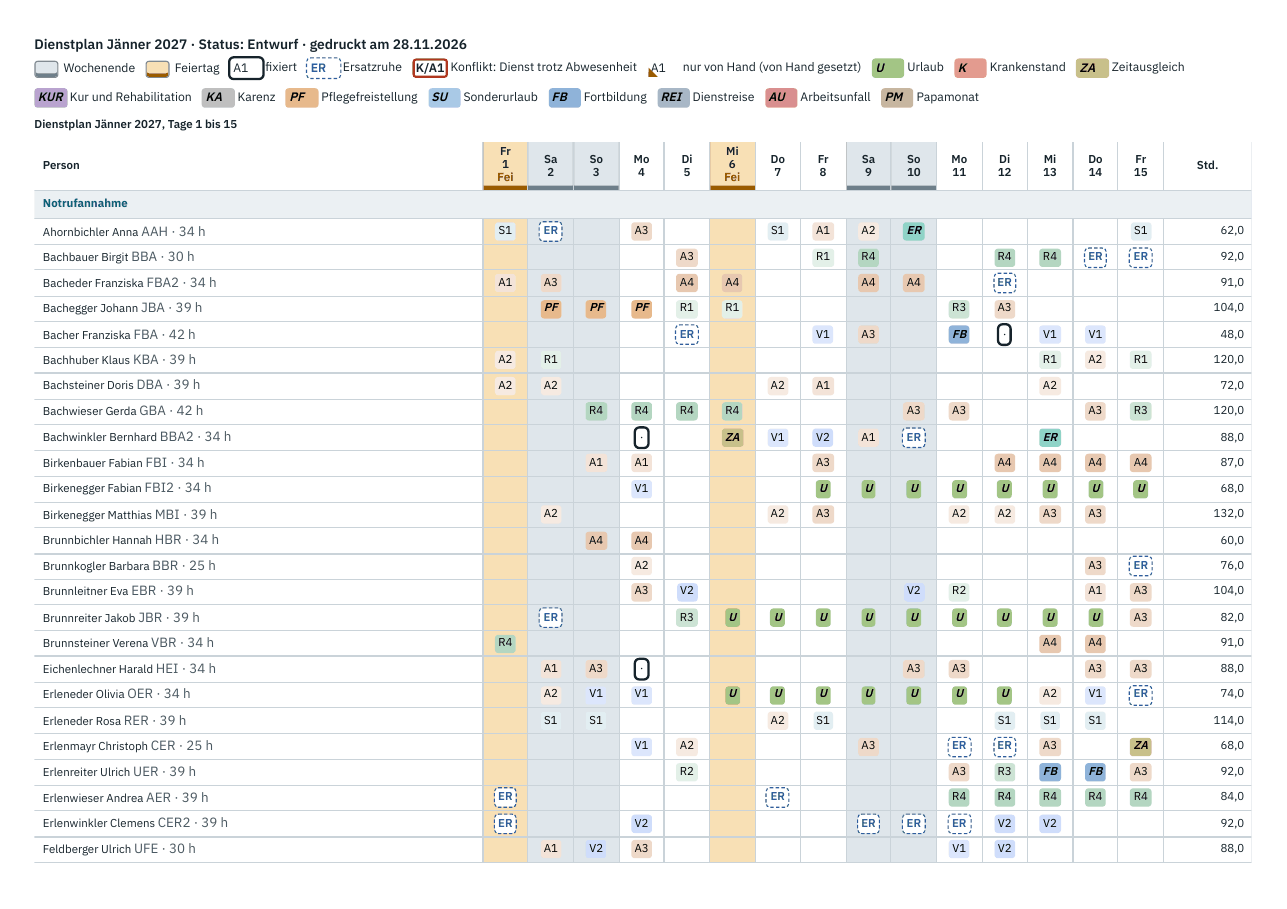 Dienstplan Jänner 2027 · Status: Entwurf · gedruckt am 28.11.2026
Wochenende Feiertag A1 fixiert ER Ersatzruhe K/A1 Konflikt: Dienst trotz Abwesenheit A1 nur von Hand (von Hand gesetzt) U Urlaub K Krankenstand ZA Zeitausgleich
KUR Kur und Rehabilitation KA Karenz PF Pflegefreistellung SU Sonderurlaub FB Fortbildung REI Dienstreise AU Arbeitsunfall PM Papamonat
Dienstplan Jänner 2027, Tage 1 bis 15
Person Fr 1 Fei Sa 2 So 3 Mo 4 Di 5 Mi 6 Fei Do 7 Fr 8 Sa 9 So 10 Mo 11 Di 12 Mi 13 Do 14 Fr 15 Std.
Notrufannahme
Ahornbichler Anna AAH · 34 h S1 ER A3 S1 A1 A2 ER S1 62,0
Bachbauer Birgit BBA · 30 h A3 R1 R4 R4 R4 ER ER 92,0
Bacheder Franziska FBA2 · 34 h A1 A3 A4 A4 A4 A4 ER 91,0
Bachegger Johann JBA · 39 h PF PF PF R1 R1 R3 A3 104,0
Bacher Franziska FBA · 42 h ER V1 A3 FB · V1 V1 48,0
Bachhuber Klaus KBA · 39 h A2 R1 R1 A2 R1 120,0
Bachsteiner Doris DBA · 39 h A2 A2 A2 A1 A2 72,0
Bachwieser Gerda GBA · 42 h R4 R4 R4 R4 A3 A3 A3 R3 120,0
Bachwinkler Bernhard BBA2 · 34 h · ZA V1 V2 A1 ER ER 88,0
Birkenbauer Fabian FBI · 34 h A1 A1 A3 A4 A4 A4 A4 87,0
Birkenegger Fabian FBI2 · 34 h V1 U U U U U U U U 68,0
Birkenegger Matthias MBI · 39 h A2 A2 A3 A2 A2 A3 A3 132,0
Brunnbichler Hannah HBR · 34 h A4 A4 60,0
Brunnkogler Barbara BBR · 25 h A2 A3 ER 76,0
Brunnleitner Eva EBR · 39 h A3 V2 V2 R2 A1 A3 104,0
Brunnreiter Jakob JBR · 39 h ER R3 U U U U U U U U U A3 82,0
Brunnsteiner Verena VBR · 34 h R4 A4 A4 91,0
Eichenlechner Harald HEI · 34 h A1 A3 · A3 A3 A3 A3 88,0
Erleneder Olivia OER · 34 h A2 V1 V1 U U U U U U U A2 V1 ER 74,0
Erleneder Rosa RER · 39 h S1 S1 A2 S1 S1 S1 S1 114,0
Erlenmayr Christoph CER · 25 h V1 A2 A3 ER ER A3 ZA 68,0
Erlenreiter Ulrich UER · 39 h R2 A3 R3 FB FB A3 92,0
Erlenwieser Andrea AER · 39 h ER ER R4 R4 R4 R4 R4 84,0
Erlenwinkler Clemens CER2 · 39 h ER V2 ER ER ER V2 V2 92,0
Feldberger Ulrich UFE · 30 h A1 V2 A3 V1 V2 88,0